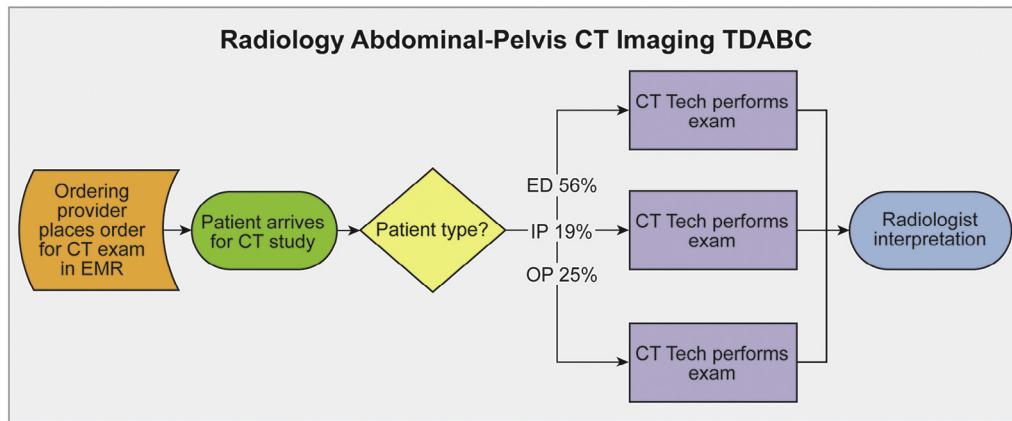 Radiology Abdominal-Pelvis CT Imaging TDABC
Ordering
provider
places order
for CT exam
in EMR
Patient arrives
for CT study
Patient type?
ED 56%
IP 19%
OP 25%
CT Tech performs
exam
CT Tech performs
exam
CT Tech performs
exam
Radiologist
interpretation